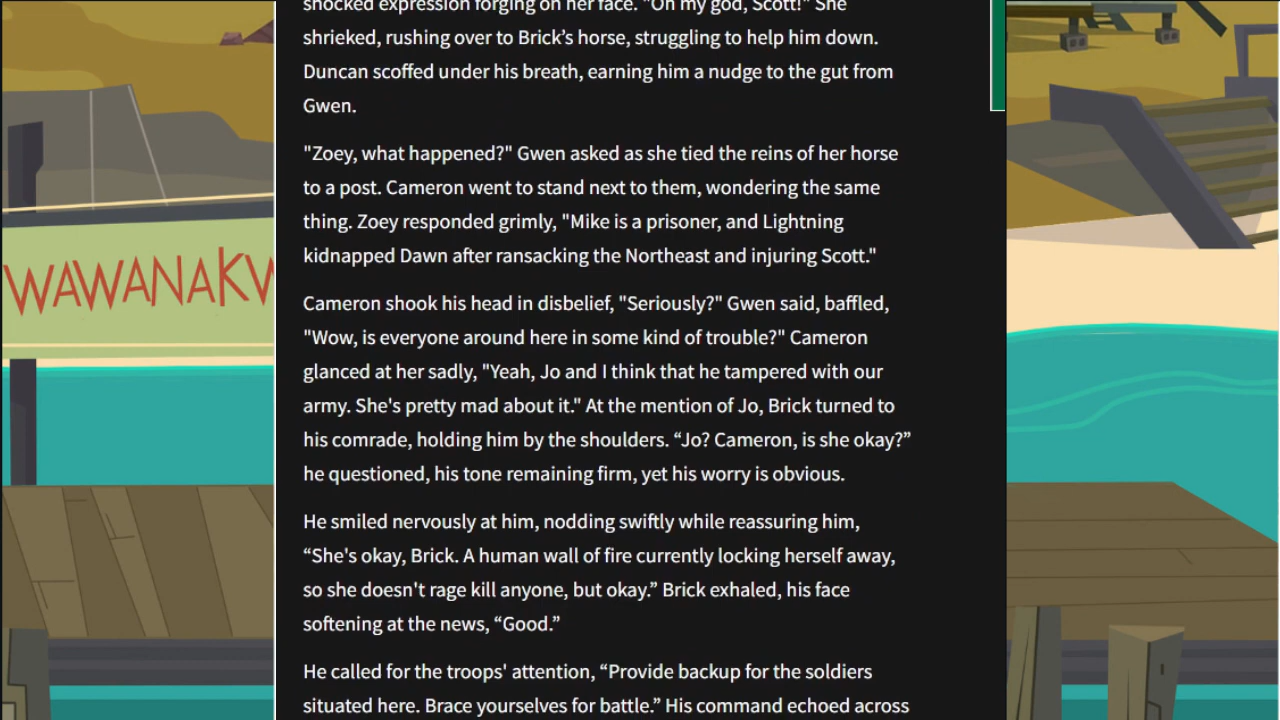 shocked expression forging on her face. "Oh my god, Scott!" She
shrieked, rushing over to Brick’s horse, struggling to help him down.
Duncan scoffed under his breath, earning him a nudge to the gut from
Gwen.
"Zoey, what happened?" Gwen asked as she tied the reins of her horse
to a post. Cameron went to stand next to them, wondering the same
thing. Zoey responded grimly, "Mike is a prisoner, and Lightning
kidnapped Dawn after ransacking the Northeast and injuring Scott."
Cameron shook his head in disbelief, "Seriously?" Gwen said, baffled,
"Wow, is everyone around here in some kind of trouble?" Cameron
glanced at her sadly, "Yeah, Jo and I think that he tampered with our
army. She's pretty mad about it." At the mention of Jo, Brick turned to
his comrade, holding him by the shoulders. “Jo? Cameron, is she okay?”
he questioned, his tone remaining firm, yet his worry is obvious.
He smiled nervously at him, nodding swiftly while reassuring him,
“She's okay, Brick. A human wall of fire currently locking herself away,
so she doesn't rage kill anyone, but okay.” Brick exhaled, his face
softening at the news, “Good.”
He called for the troops' attention, “Provide backup for the soldiers
situated here. Brace yourselves for battle.” His command echoed across
WAWANAKW